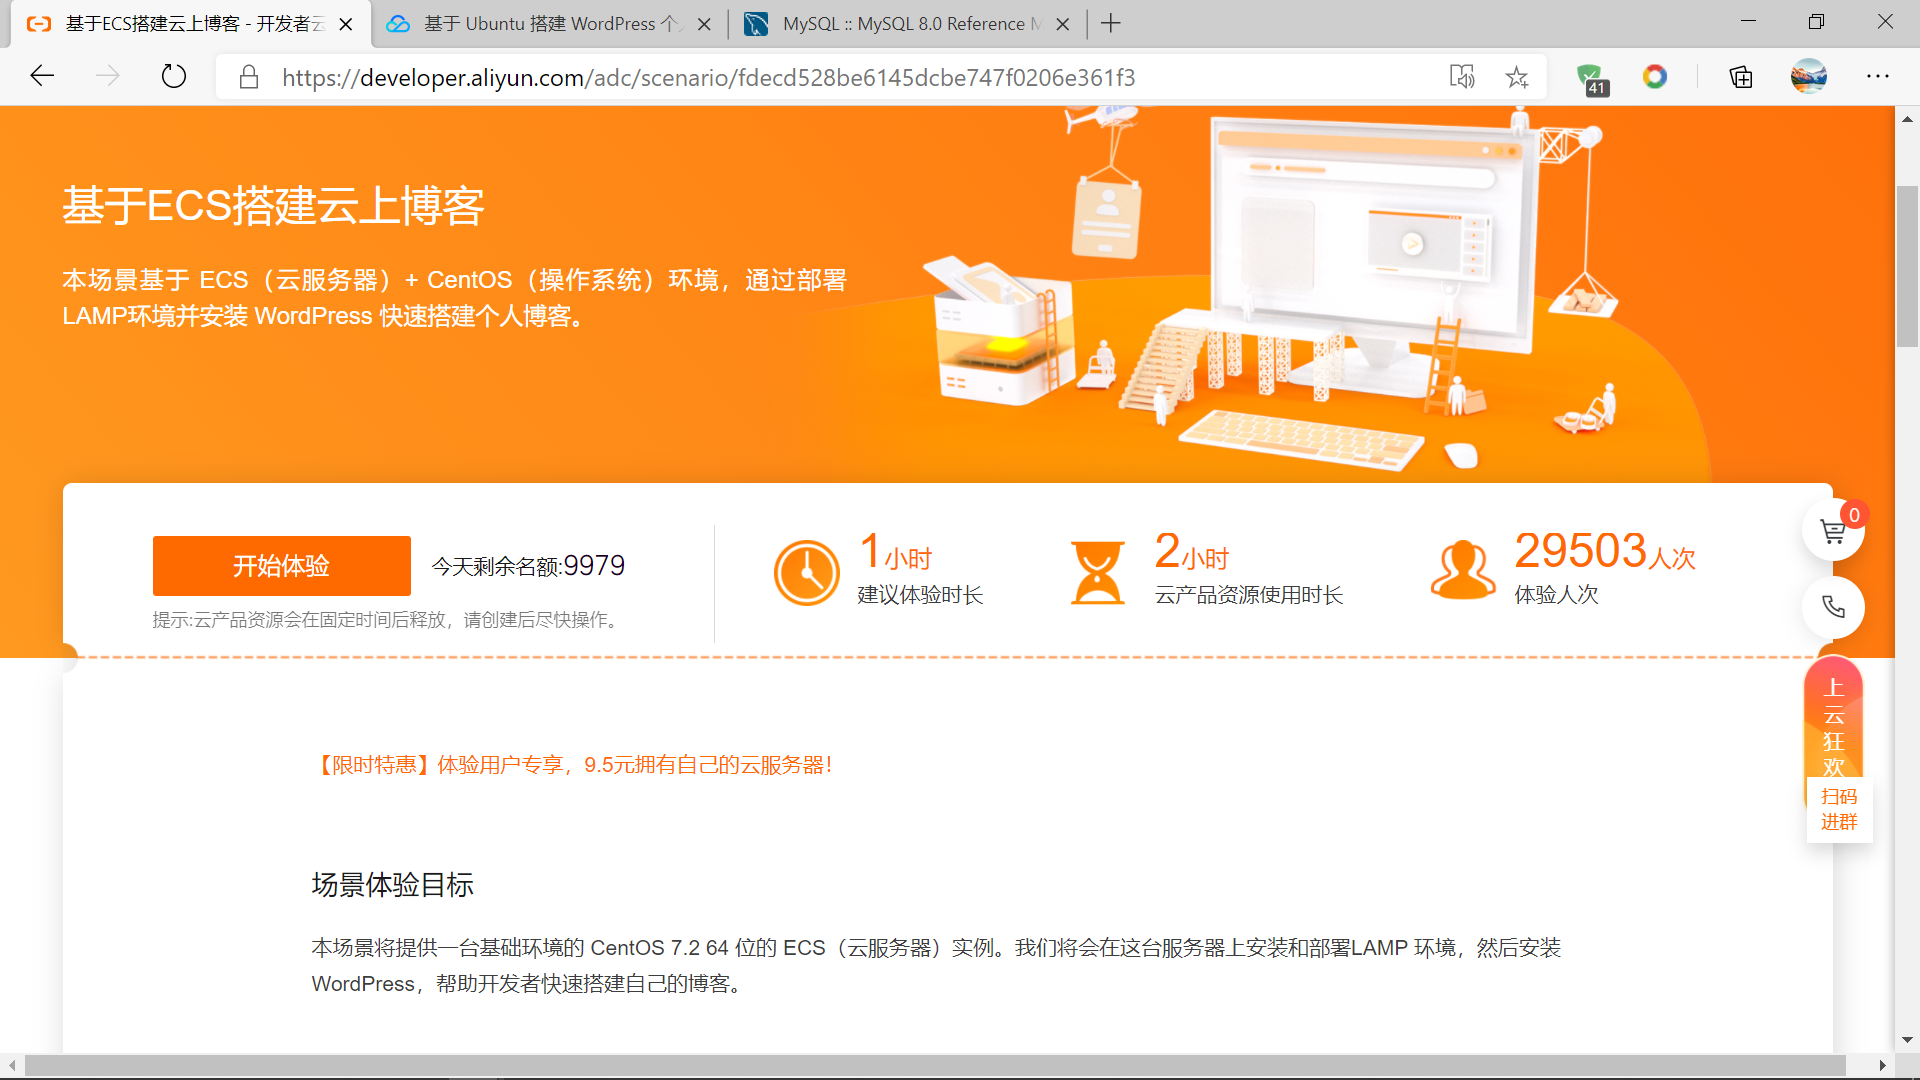 基于ECS搭建云上博客 - 开发者云
基于 Ubuntu 搭建 WordPress 个人
MySQL :: MySQL 8.0 Reference M
https://developer.aliyun.com/adc/scenario/fdecd528be6145dcbe747f0206e361f3
41
基于ECS搭建云上博客
本场景基于 ECS（云服务器）+ CentOS（操作系统）环境，通过部署
LAMP环境并安装 WordPress 快速搭建个人博客。
开始体验
今天剩余名额:9979
提示:云产品资源会在固定时间后释放，请创建后尽快操作。
1小时
建议体验时长
2小时
云产品资源使用时长
29503人次
体验人次
0
上云狂欢
扫码
进群
【限时特惠】体验用户专享，9.5元拥有自己的云服务器！
场景体验目标
本场景将提供一台基础环境的 CentOS 7.2 64 位的 ECS（云服务器）实例。我们将会在这台服务器上安装和部署LAMP 环境，然后安装
WordPress，帮助开发者快速搭建自己的博客。